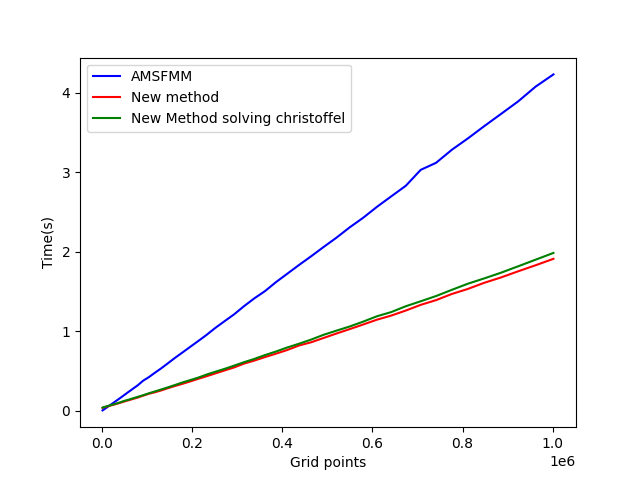 AMSFMM
New method
New Method solving christoffel
4
3
2
1
0
Time(s)
0.0 0.2 0.4 0.6 0.8 1.0
Grid points
1e6